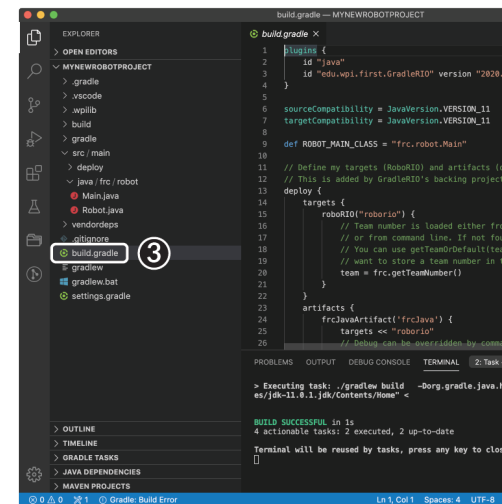 build.gradle — MYNEWROBOTPROJECT
EXPLORER
OPEN EDITORS
MYNEWROBOTPROJECT
.gradle
.vscode
.wpilib
build
gradle
src / main
deploy
java / frc / robot
Main.java
Robot.java
vendordeps
.gitignore
build.gradle
3
gradlew
gradlew.bat
settings.gradle
OUTLINE
TIMELINE
GRADLE TASKS
JAVA DEPENDENCIES
MAVEN PROJECTS
build.gradle ×
1 plugins {
2 id "java"
3 id "edu.wpi.first.GradleRIO" version "2020.
4 }
5
6 sourceCompatibility = JavaVersion.VERSION_11
7 targetCompatibility = JavaVersion.VERSION_11
8
9 def ROBOT_MAIN_CLASS = "frc.robot.Main"
10
11 // Define my targets (RoboRIO) and artifacts (
12 // This is added by GradleRIO's backing project
13 deploy {
14 targets {
15 roboRIO("roborio") {
16 // Team number is loaded either fro
17 // or from command line. If not fou
18 // You can use getTeamOrDefault(tea
19 // want to store a team number in t
20 team = frc.getTeamNumber()
21 }
22 }
23 artifacts {
24 frcJavaArtifact('frcJava') {
25 targets << "roborio"
26 // Debug can be overridden by comma
PROBLEMS OUTPUT DEBUG CONSOLE TERMINAL 2: Task
> Executing task: ./gradlew build -Dorg.gradle.java.h
es/jdk-11.0.1.jdk/Contents/Home" <
BUILD SUCCESSFUL in 1s
4 actionable tasks: 2 executed, 2 up-to-date
Terminal will be reused by tasks, press any key to clos
0 0 1 Gradle: Build Error Ln 1, Col 1 Spaces: 4 UTF-8